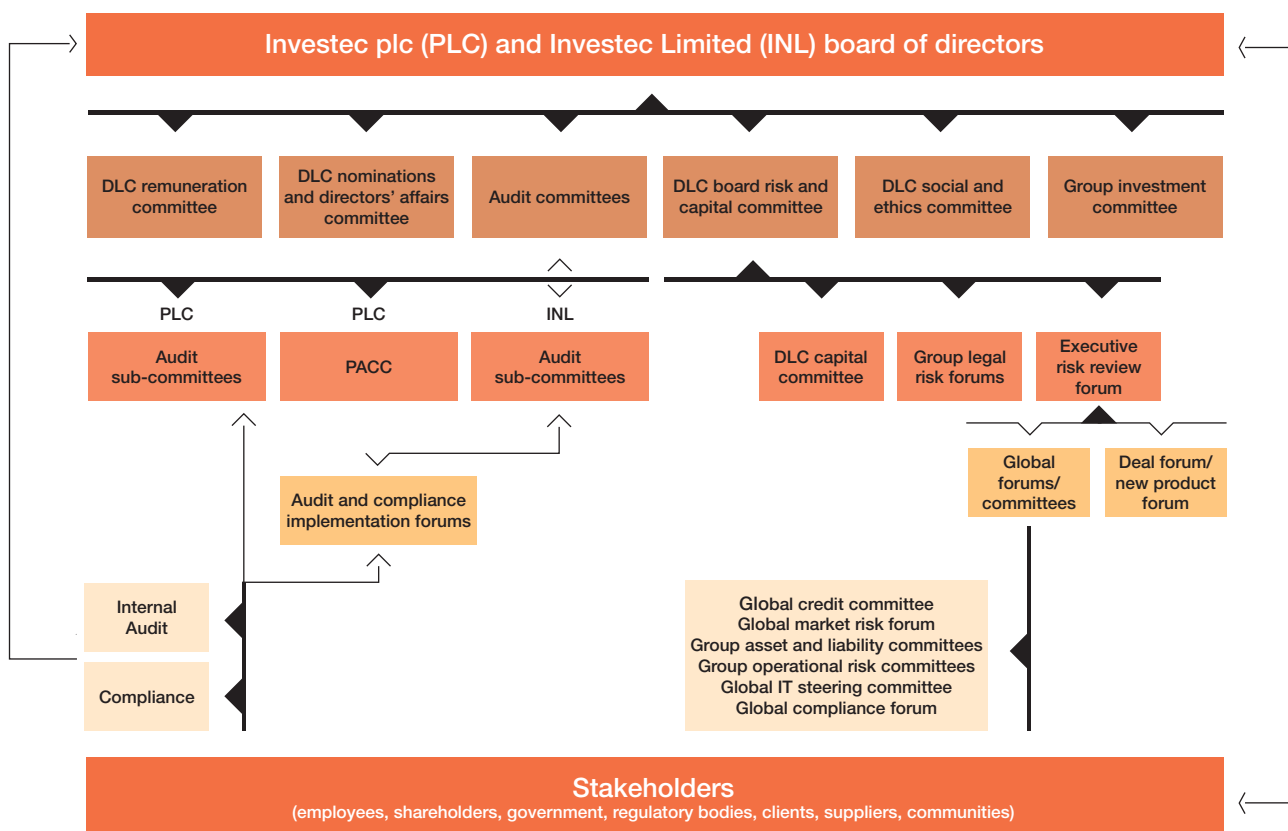 Investec plc (PLC) and Investec Limited (INL) board of directors
DLC remuneration
committee
DLC nominations
and directors' affairs
committee
Audit committees
DLC board risk and
capital committee
DLC social and
ethics committee
Group investment
committee
PLC
PLC
INL
Audit
sub-committees
PACC
Audit
sub-committees
DLC capital
committee
Group legal
risk forums
Executive
risk review
forum
Global
forums/
committees
Deal forum/
new product
forum
Audit and compliance
implementation forums
Internal
Audit
Compliance
Global credit committee
Global market risk forum
Group asset and liability committees
Group operational risk committees
Global IT steering committee
Global compliance forum
Stakeholders
(employees, shareholders, government, regulatory bodies, clients, suppliers, communities)